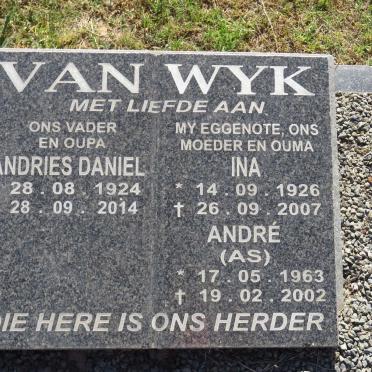 VAN WYK
MET LIEFDE AAN
ONS VADER
EN OUPA
ANDRIES DANIEL
28 . 08 . 1924
28 . 09 . 2014
MY EGGENOTE, ONS
MOEDER EN OUMA
INA
* 14 . 09 . 1926
† 26 . 09 . 2007
ANDRÉ
(AS)
* 17 . 05 . 1963
† 19 . 02 . 2002
DIE HERE IS ONS HERDER